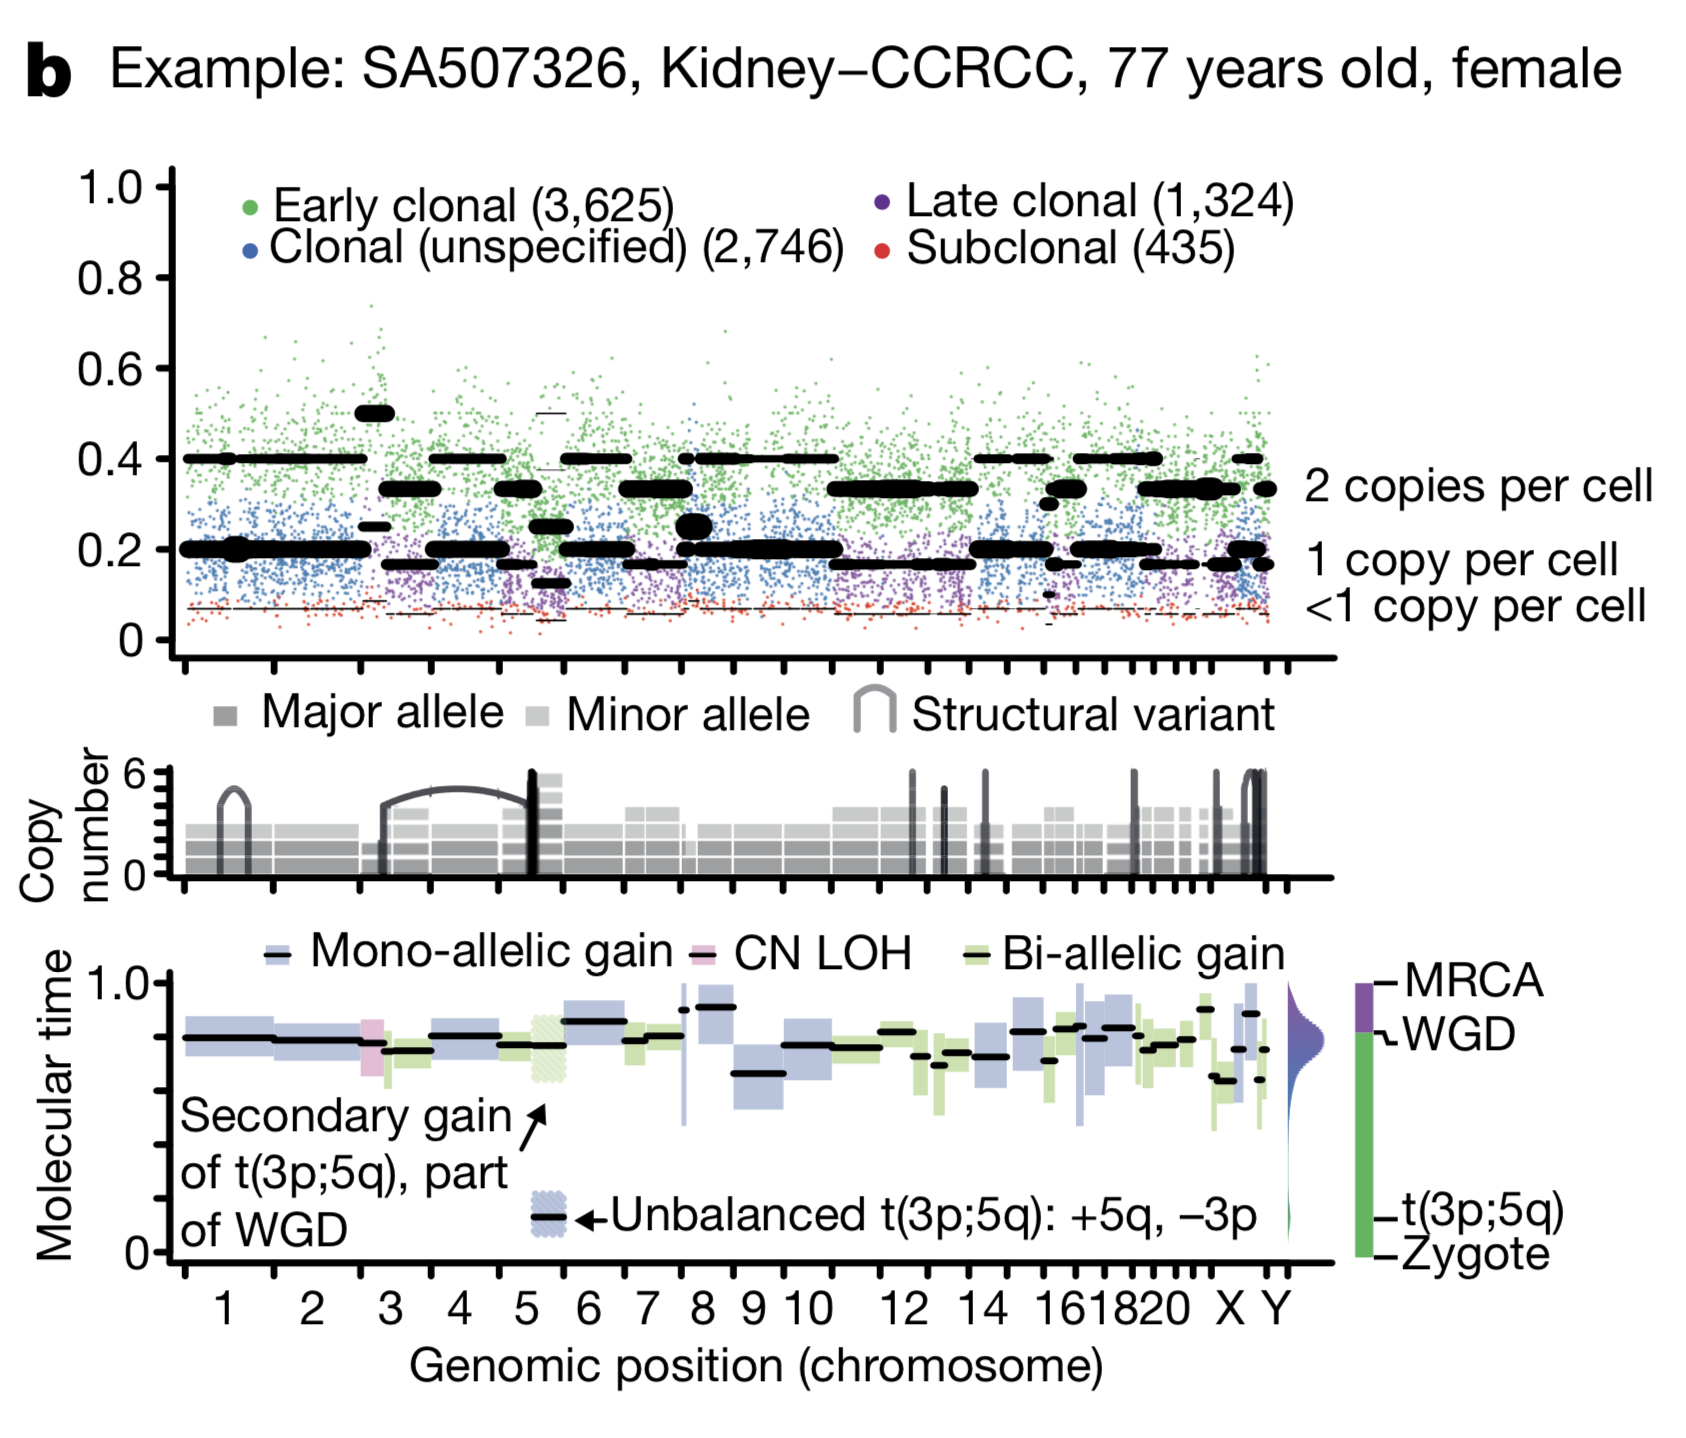 b Example: SA507326, Kidney–CCRCC, 77 years old, female
1.0
0.8
0.6
0.4
0.2
0
Early clonal (3,625)
Late clonal (1,324)
Clonal (unspecified) (2,746)
Subclonal (435)
2 copies per cell
1 copy per cell
<1 copy per cell
Major allele
Minor allele
Structural variant
Copy
number
6
0
Mono-allelic gain
CN LOH
Bi-allelic gain
Molecular time
1.0
0
Secondary gain
of t(3p;5q), part
of WGD
Unbalanced t(3p;5q): +5q, –3p
MRCA
WGD
t(3p;5q)
Zygote
1 2 3 4 5 6 7 8 9 10 12 14 16 18 20 X Y
Genomic position (chromosome)